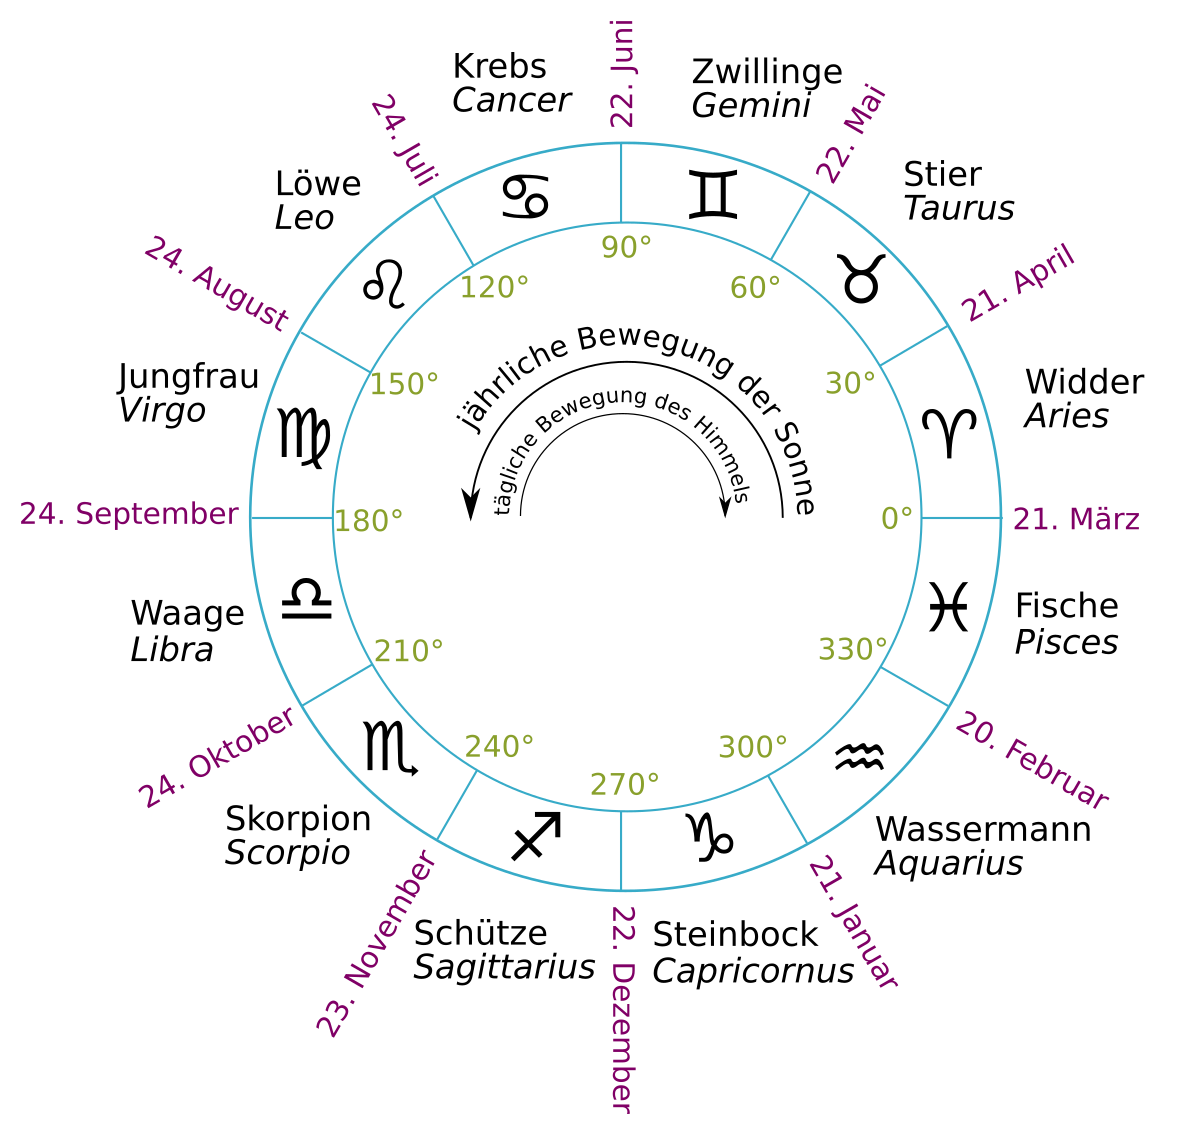 22. Juni
Krebs
Cancer
Zwillinge
Gemini
22. Mai
24. Juli
Löwe
Leo
Stier
Taurus
24. August
21. April
90°
120°
60°
150°
30°
jährliche Bewegung der Sonne
tägliche Bewegung des Himmels
Jungfrau
Virgo
Widder
Aries
24. September
180°
0°
21. März
Waage
Libra
Fische
Pisces
210°
330°
24. Oktober
240°
300°
270°
20. Februar
Skorpion
Scorpio
Wassermann
Aquarius
23. November
21. Januar
Schütze
Sagittarius
22. Dezember
Steinbock
Capricornus